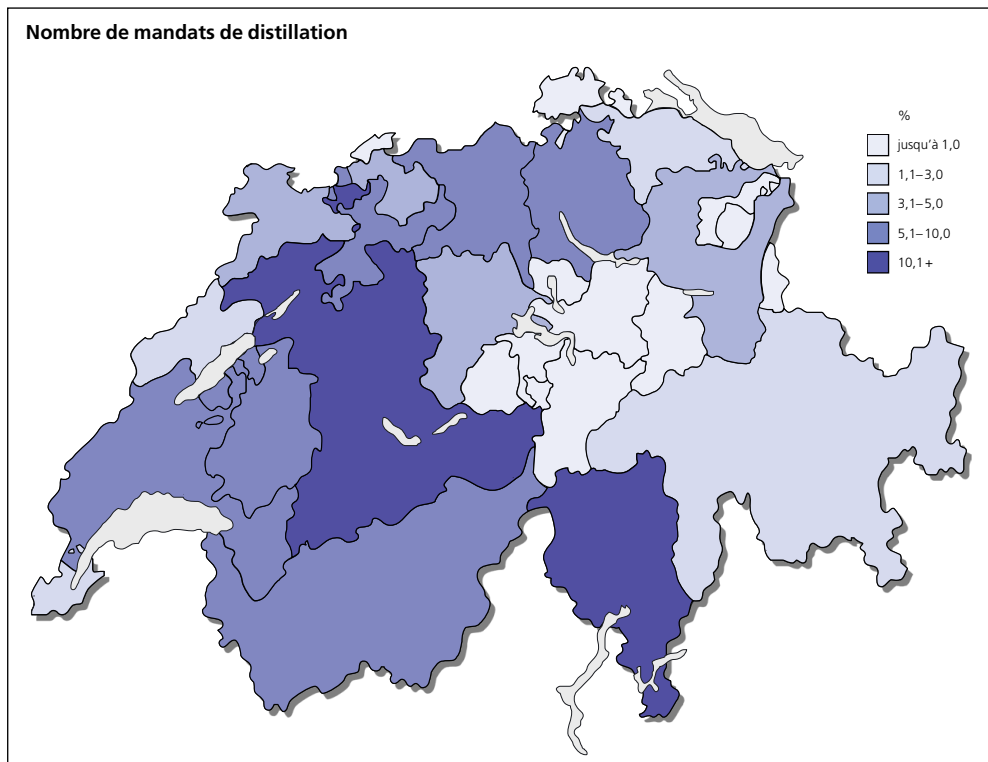 Nombre de mandats de distillation
%
jusqu’à 1,0
1,1–3,0
3,1–5,0
5,1–10,0
10,1+